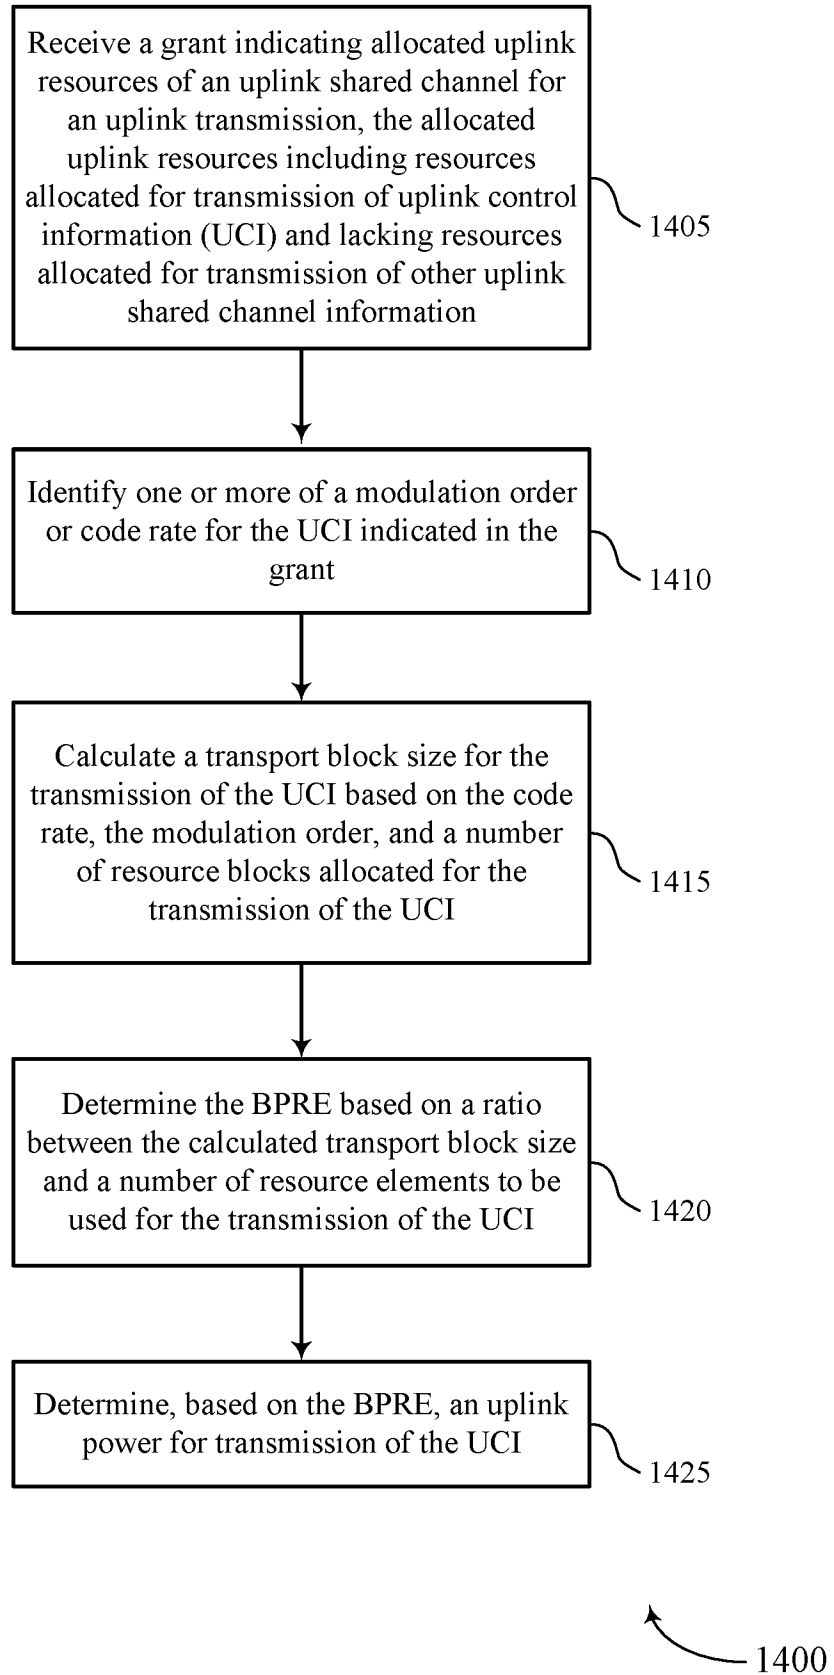 Receive a grant indicating allocated uplink
resources of an uplink shared channel for
an uplink transmission, the allocated
uplink resources including resources
allocated for transmission of uplink control
information (UCI) and lacking resources
allocated for transmission of other uplink
shared channel information
1405
Identify one or more of a modulation order
or code rate for the UCI indicated in the
grant
1410
Calculate a transport block size for the
transmission of the UCI based on the code
rate, the modulation order, and a number
of resource blocks allocated for the
transmission of the UCI
1415
Determine the BPRE based on a ratio
between the calculated transport block size
and a number of resource elements to be
used for the transmission of the UCI
1420
Determine, based on the BPRE, an uplink
power for transmission of the UCI
1425
1400